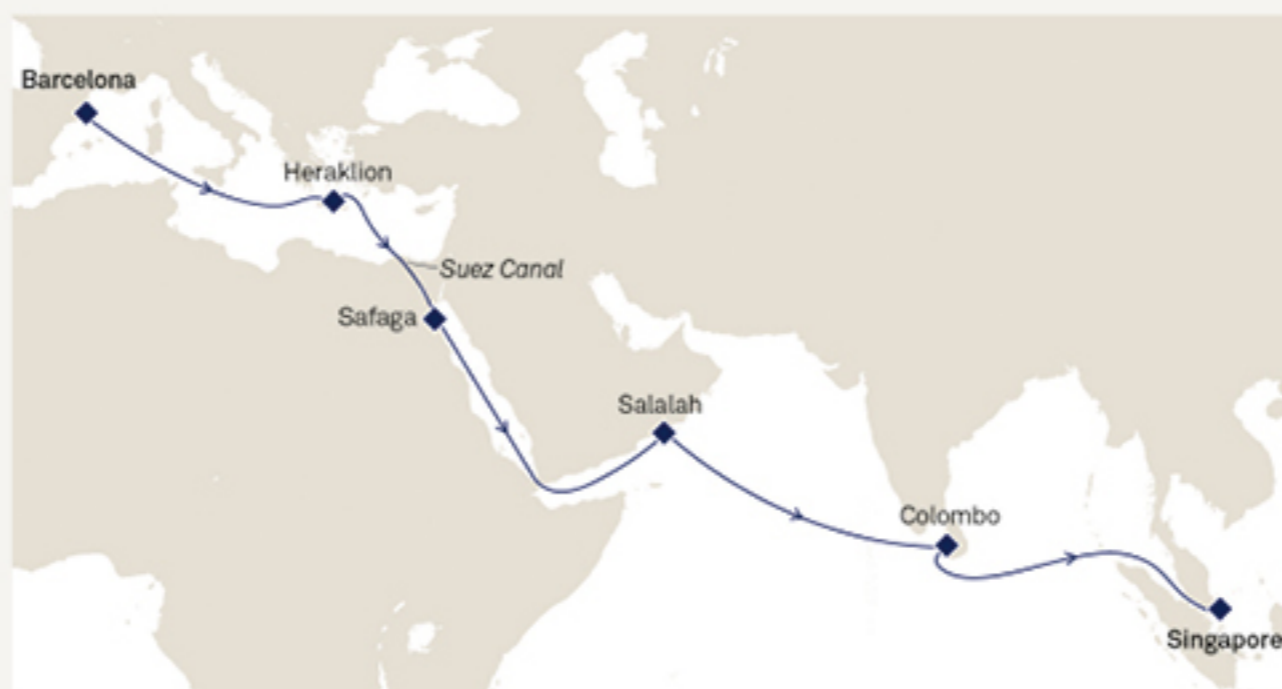 Barcelona
Heraklion
Suez Canal
Safaga
Salalah
Colombo
Singapore